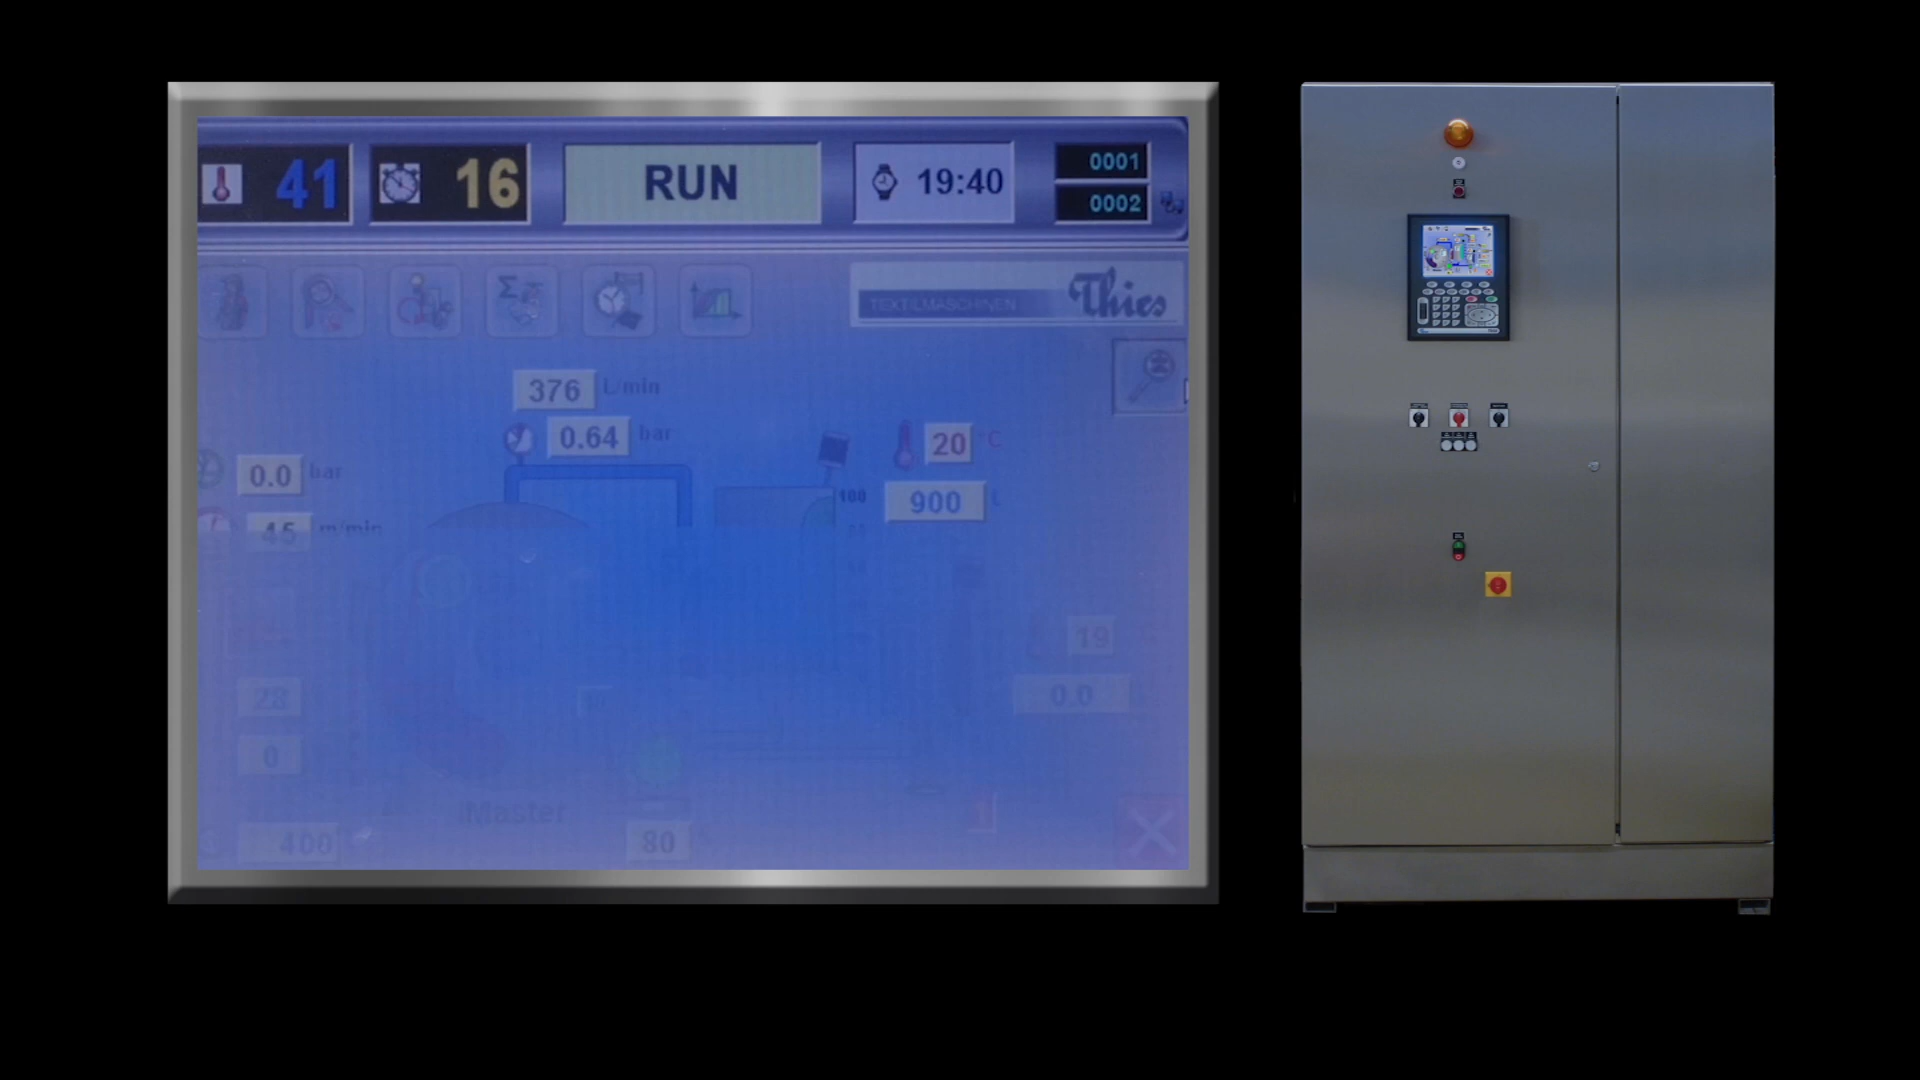 41 16 RUN 19:40 0001
0002
Σ
TEXTILMASCHINEN Thies
376 L/min
0.64 bar
20 °C
0.0 bar
100
900 L
45 m/min
19
28
0.0
0
iMaster
400
80